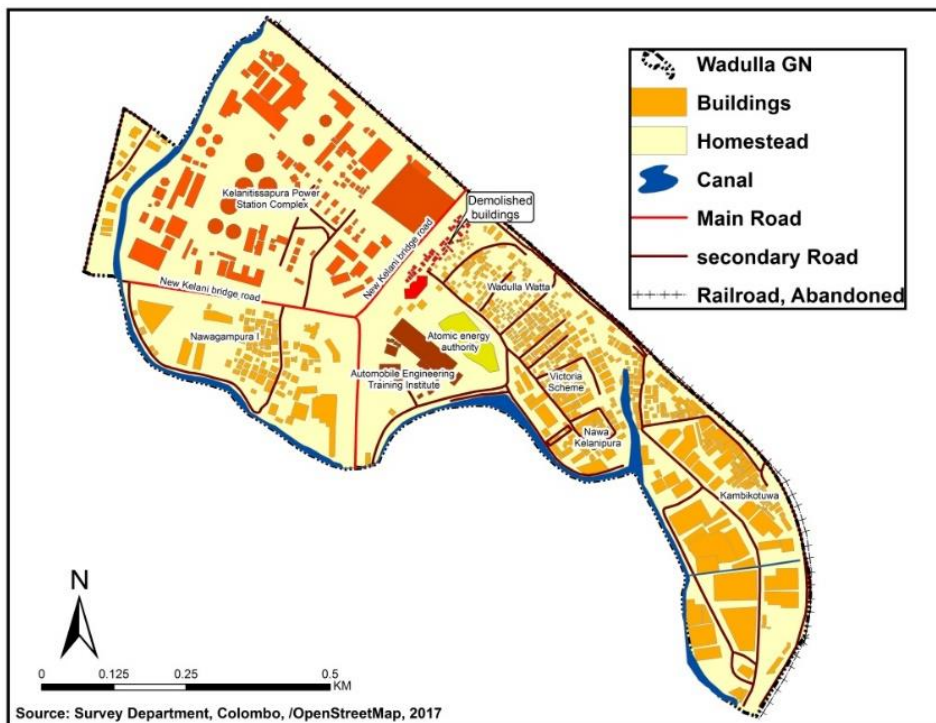 Wadulla GN
Buildings
Homestead
Canal
Main Road
secondary Road
Railroad, Abandoned
Kelanitissapura Power
Station Complex
Demolished
buildings
New Kelani bridge road
New Kelani bridge road
Wadulla Watta
Nawagampura I
Atomic energy
authority
Automobile Engineering
Training Institute
Victoria
Scheme
Nawa
Kelanipura
Kambikotuwa
N
0 0.125 0.25 0.5
KM
Source: Survey Department, Colombo, /OpenStreetMap, 2017